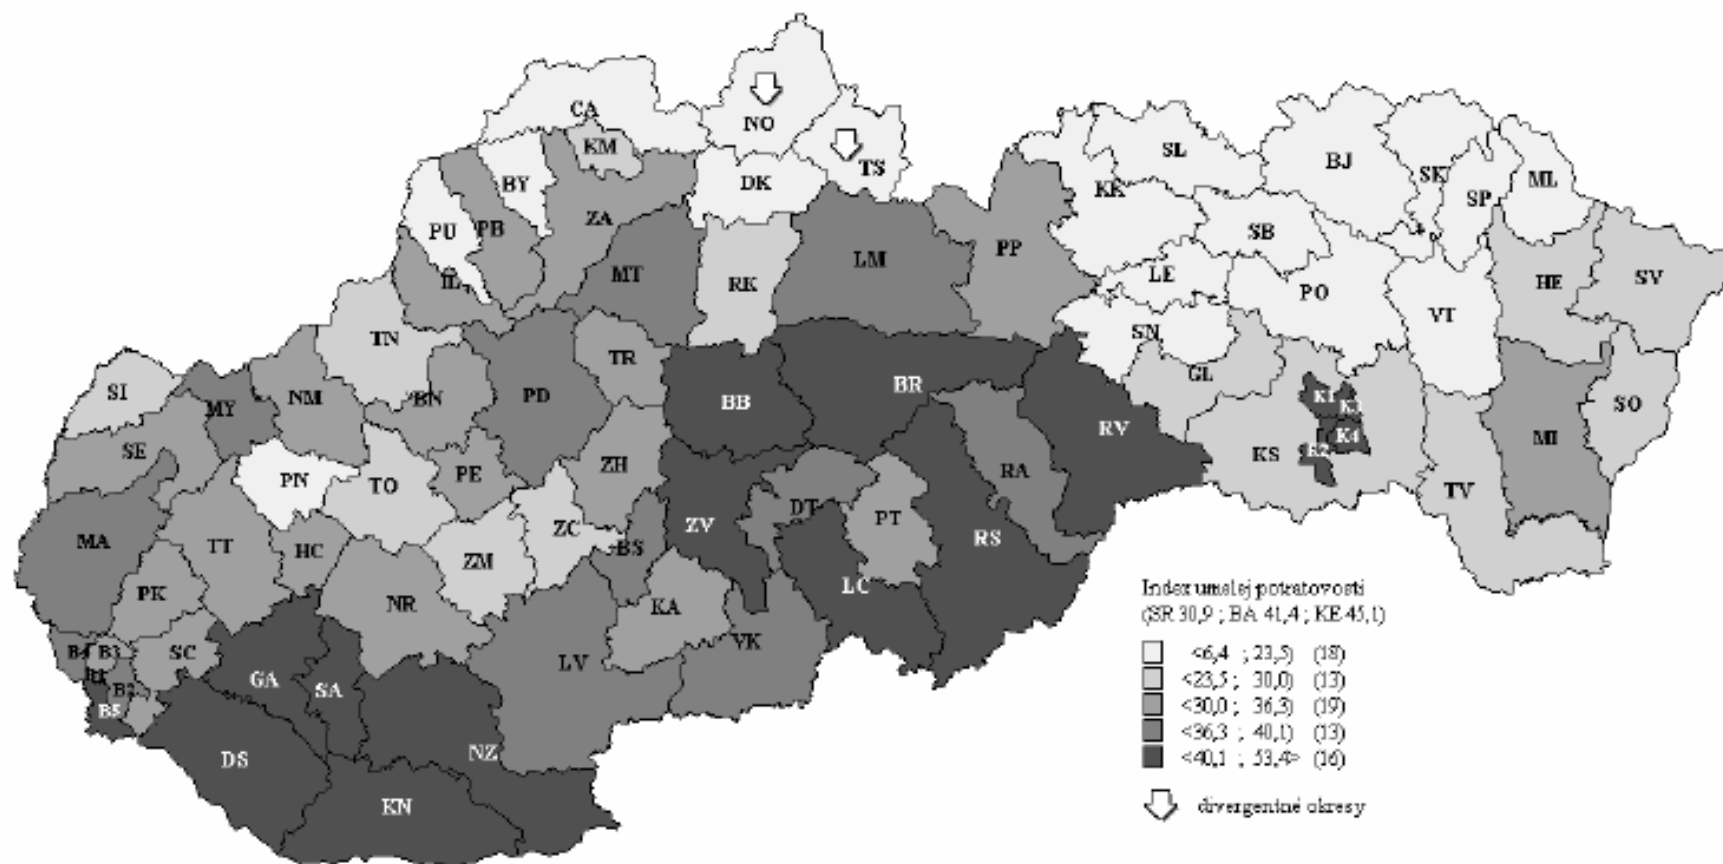 NO
CA
KM
TS
BY
DK
SL
BJ
SK
ML
KK
SP
PU
PB
ZA
SB
LM
PP
MT
RK
LE
PO
HE
SV
IL
VT
TN
SN
TR
GL
SI
NM
BN
PD
BB
BR
K1
K3
MY
RV
K4
SO
SE
KS
K2
MI
PN
TO
PE
ZH
RA
TV
DT
MA
TT
HC
ZC
BS
ZV
PT
RS
ZM
PK
NR
KA
LC
B4
B3
SC
VK
LV
B1
B2
GA
SA
B5
DS
NZ
KN
Index umelej potratovosti
(SR 30,9 ; BA 41,4 ; KE 45,1)
<6,4 ; 23,5) (18)
<23,5 ; 30,0) (13)
<30,0 ; 36,3) (19)
<36,3 ; 40,1) (13)
<40,1 ; 53,4> (16)
divergentné okresy